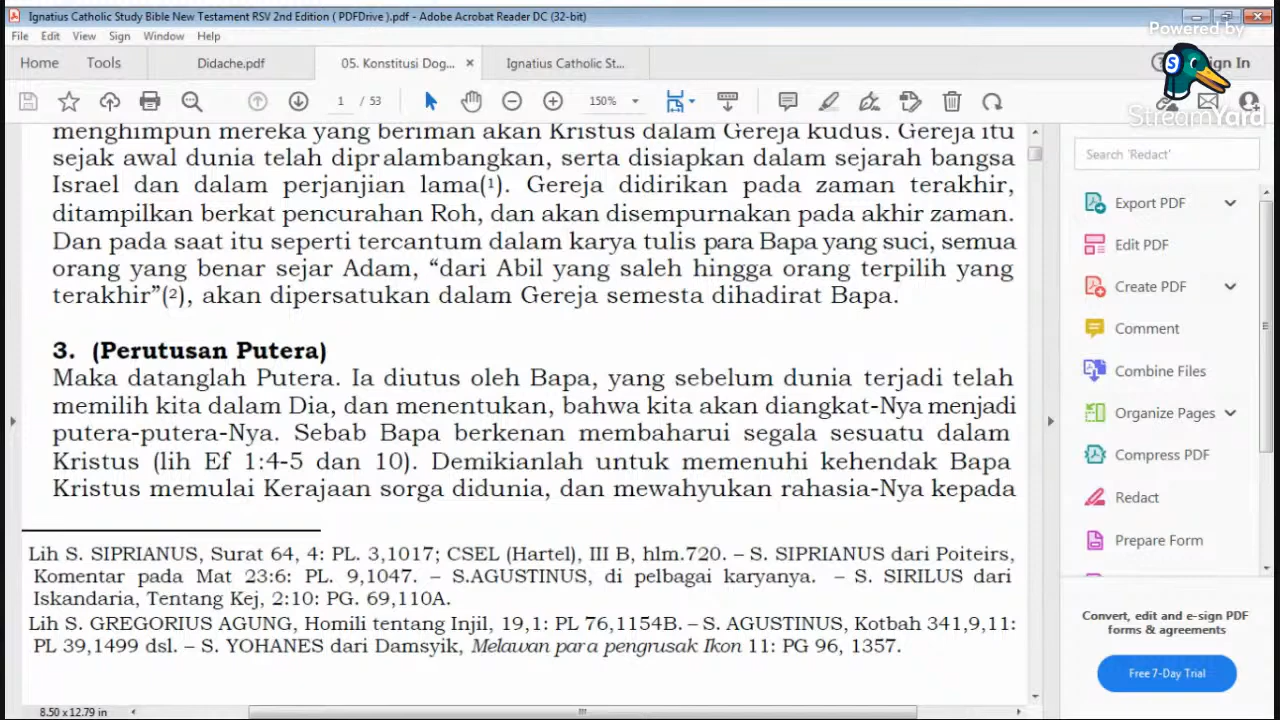 Ignatius Catholic Study Bible New Testament RSV 2nd Edition ( PDFDrive ).pdf - Adobe Acrobat Reader DC (32-bit)
Powered by
File Edit View Sign Window Help
Home Tools Didache.pdf 05. Konstitusi Dog... × Ignatius Catholic St... Sign In
1 / 53 150%
StreamYard
menghimpun mereka yang beriman akan Kristus dalam Gereja kudus. Gereja itu
sejak awal dunia telah dipralambangkan, serta disiapkan dalam sejarah bangsa
Israel dan dalam perjanjian lama(1). Gereja didirikan pada zaman terakhir,
ditampilkan berkat pencurahan Roh, dan akan disempurnakan pada akhir zaman.
Dan pada saat itu seperti tercantum dalam karya tulis para Bapa yang suci, semua
orang yang benar sejar Adam, “dari Abil yang saleh hingga orang terpilih yang
terakhir”(2), akan dipersatukan dalam Gereja semesta dihadirat Bapa.
3. (Perutusan Putera)
Maka datanglah Putera. Ia diutus oleh Bapa, yang sebelum dunia terjadi telah
memilih kita dalam Dia, dan menentukan, bahwa kita akan diangkat-Nya menjadi
putera-putera-Nya. Sebab Bapa berkenan membaharui segala sesuatu dalam
Kristus (lih Ef 1:4-5 dan 10). Demikianlah untuk memenuhi kehendak Bapa
Kristus memulai Kerajaan sorga didunia, dan mewahyukan rahasia-Nya kepada
Lih S. SIPRIANUS, Surat 64, 4: PL. 3,1017; CSEL (Hartel), III B, hlm.720. – S. SIPRIANUS dari Poiteirs,
Komentar pada Mat 23:6: PL. 9,1047. – S.AGUSTINUS, di pelbagai karyanya. – S. SIRILUS dari
Iskandaria, Tentang Kej, 2:10: PG. 69,110A.
Lih S. GREGORIUS AGUNG, Homili tentang Injil, 19,1: PL 76,1154B. – S. AGUSTINUS, Kotbah 341,9,11:
PL 39,1499 dsl. – S. YOHANES dari Damsyik, Melawan para pengrusak Ikon 11: PG 96, 1357.
8.50 x 12.79 in
Search 'Redact'
Export PDF
Edit PDF
Create PDF
Comment
Combine Files
Organize Pages
Compress PDF
Redact
Prepare Form
Convert, edit and e-sign PDF
forms & agreements
Free 7-Day Trial